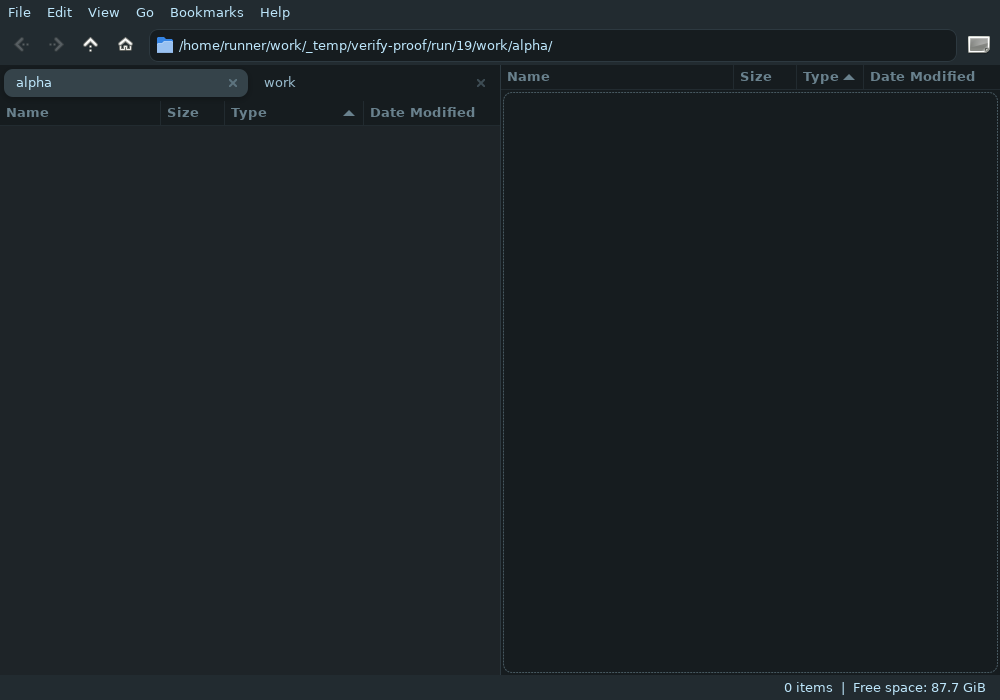 File Edit View Go Bookmarks Help
/home/runner/work/_temp/verify-proof/run/19/work/alpha/
alpha work
Name Size Type Date Modified
Name Size Type Date Modified
0 items | Free space: 87.7 GiB